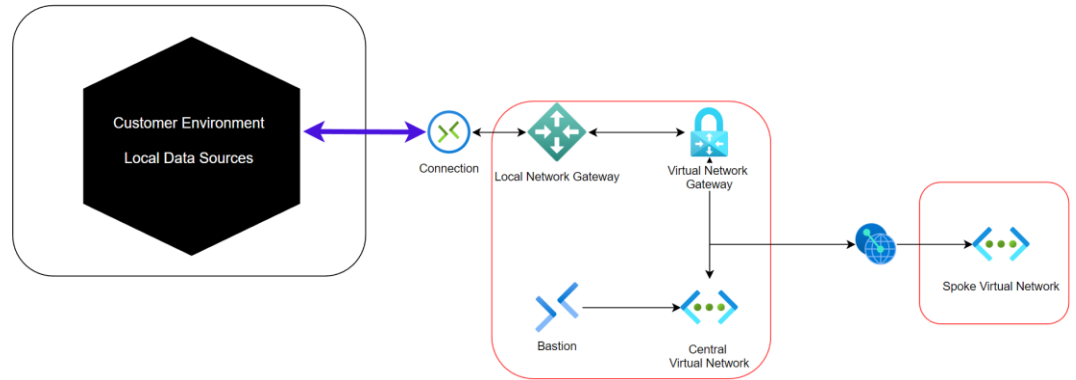 Customer Environment
Local Data Sources
Connection
Local Network Gateway
Virtual Network
Gateway
Spoke Virtual Network
Bastion
Central
Virtual Network